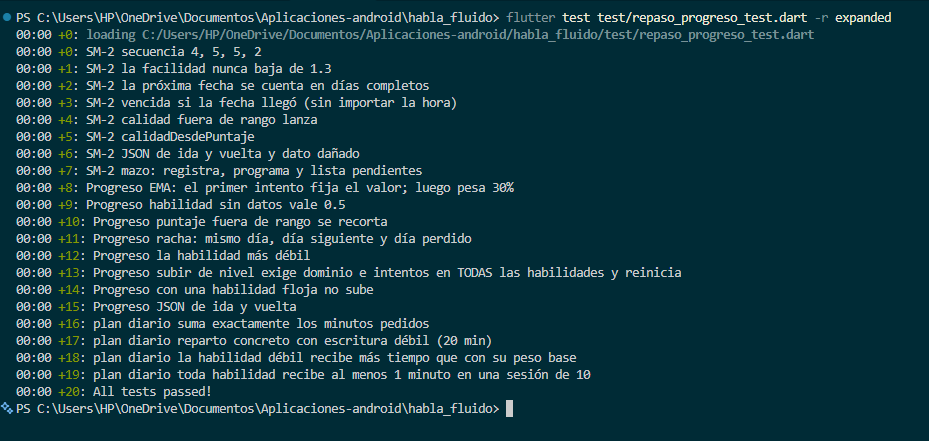 PS C:\Users\HP\OneDrive\Documentos\Aplicaciones-android\habla_fluido> flutter test test/repaso_progreso_test.dart -r expanded
00:00 +0: loading C:/Users/HP/OneDrive/Documentos/Aplicaciones-android/habla_fluido/test/repaso_progreso_test.dart
00:00 +0: SM-2 secuencia 4, 5, 5, 2
00:00 +1: SM-2 la facilidad nunca baja de 1.3
00:00 +2: SM-2 la próxima fecha se cuenta en días completos
00:00 +3: SM-2 vencida si la fecha llegó (sin importar la hora)
00:00 +4: SM-2 calidad fuera de rango lanza
00:00 +5: SM-2 calidadDesdePuntaje
00:00 +6: SM-2 JSON de ida y vuelta y dato dañado
00:00 +7: SM-2 mazo: registra, programa y lista pendientes
00:00 +8: Progreso EMA: el primer intento fija el valor; luego pesa 30%
00:00 +9: Progreso habilidad sin datos vale 0.5
00:00 +10: Progreso puntaje fuera de rango se recorta
00:00 +11: Progreso racha: mismo día, día siguiente y día perdido
00:00 +12: Progreso la habilidad más débil
00:00 +13: Progreso subir de nivel exige dominio e intentos en TODAS las habilidades y reinicia
00:00 +14: Progreso con una habilidad floja no sube
00:00 +15: Progreso JSON de ida y vuelta
00:00 +16: plan diario suma exactamente los minutos pedidos
00:00 +17: plan diario reparto concreto con escritura débil (20 min)
00:00 +18: plan diario la habilidad débil recibe más tiempo que con su peso base
00:00 +19: plan diario toda habilidad recibe al menos 1 minuto en una sesión de 10
00:00 +20: All tests passed!
PS C:\Users\HP\OneDrive\Documentos\Aplicaciones-android\habla_fluido>